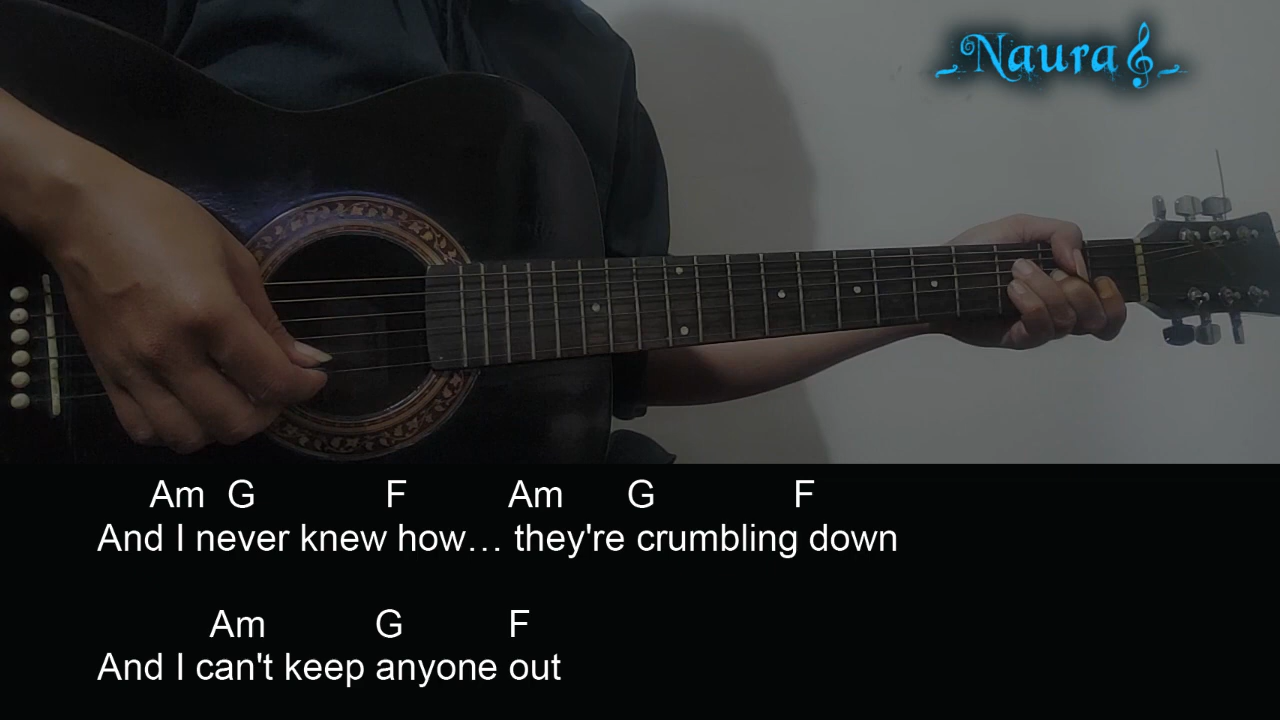 Naura
Am G F Am G F
And I never knew how… they're crumbling down
Am G F
And I can't keep anyone out